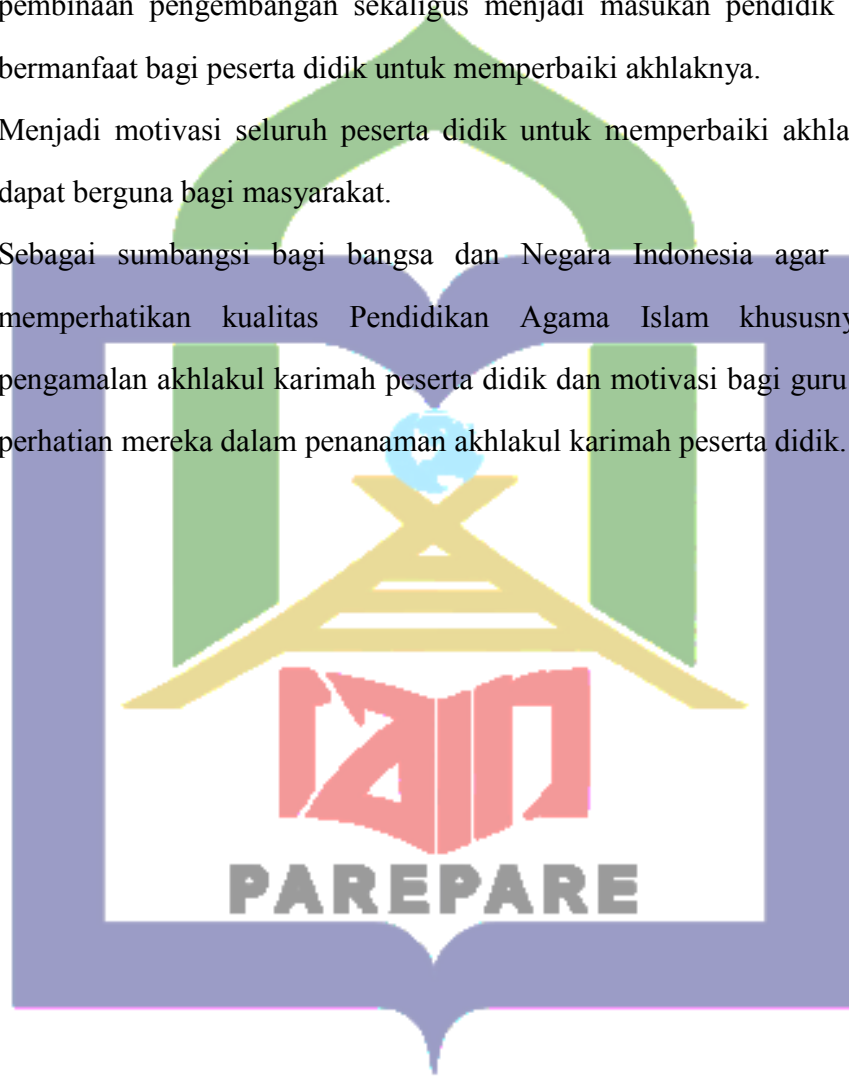 pembinaan pengembangan sekaligus menjadi masukan pendidik
bermanfaat bagi peserta didik untuk memperbaiki akhlaknya.
Menjadi motivasi seluruh peserta didik untuk memperbaiki akhla
dapat berguna bagi masyarakat.
Sebagai sumbangsi bagi bangsa dan Negara Indonesia agar
memperhatikan kualitas Pendidikan Agama Islam khususny
pengamalan akhlakul karimah peserta didik dan motivasi bagi guru
perhatian mereka dalam penanaman akhlakul karimah peserta didik.
iain
PAREPARE